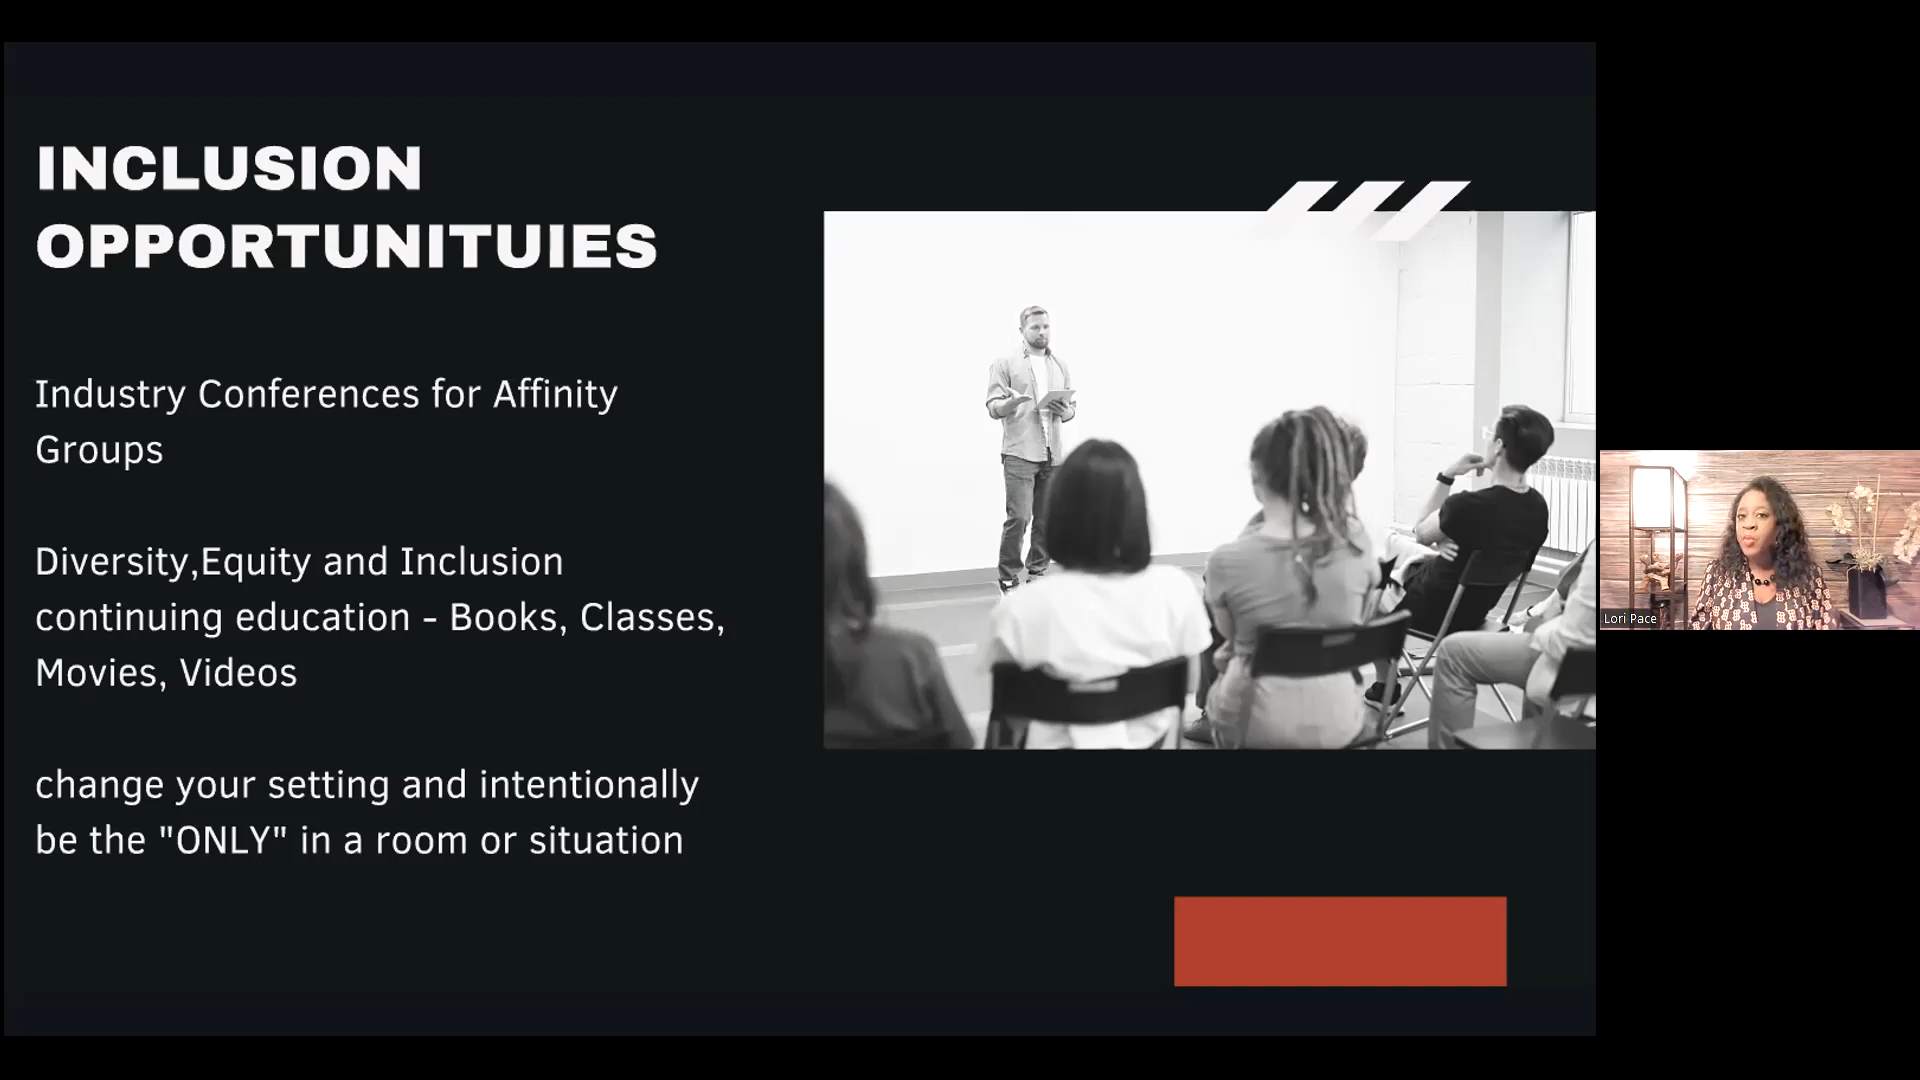 INCLUSION
OPPORTUNITUIES
Industry Conferences for Affinity
Groups
Diversity,Equity and Inclusion
continuing education - Books, Classes,
Movies, Videos
change your setting and intentionally
be the "ONLY" in a room or situation
Lori Pace